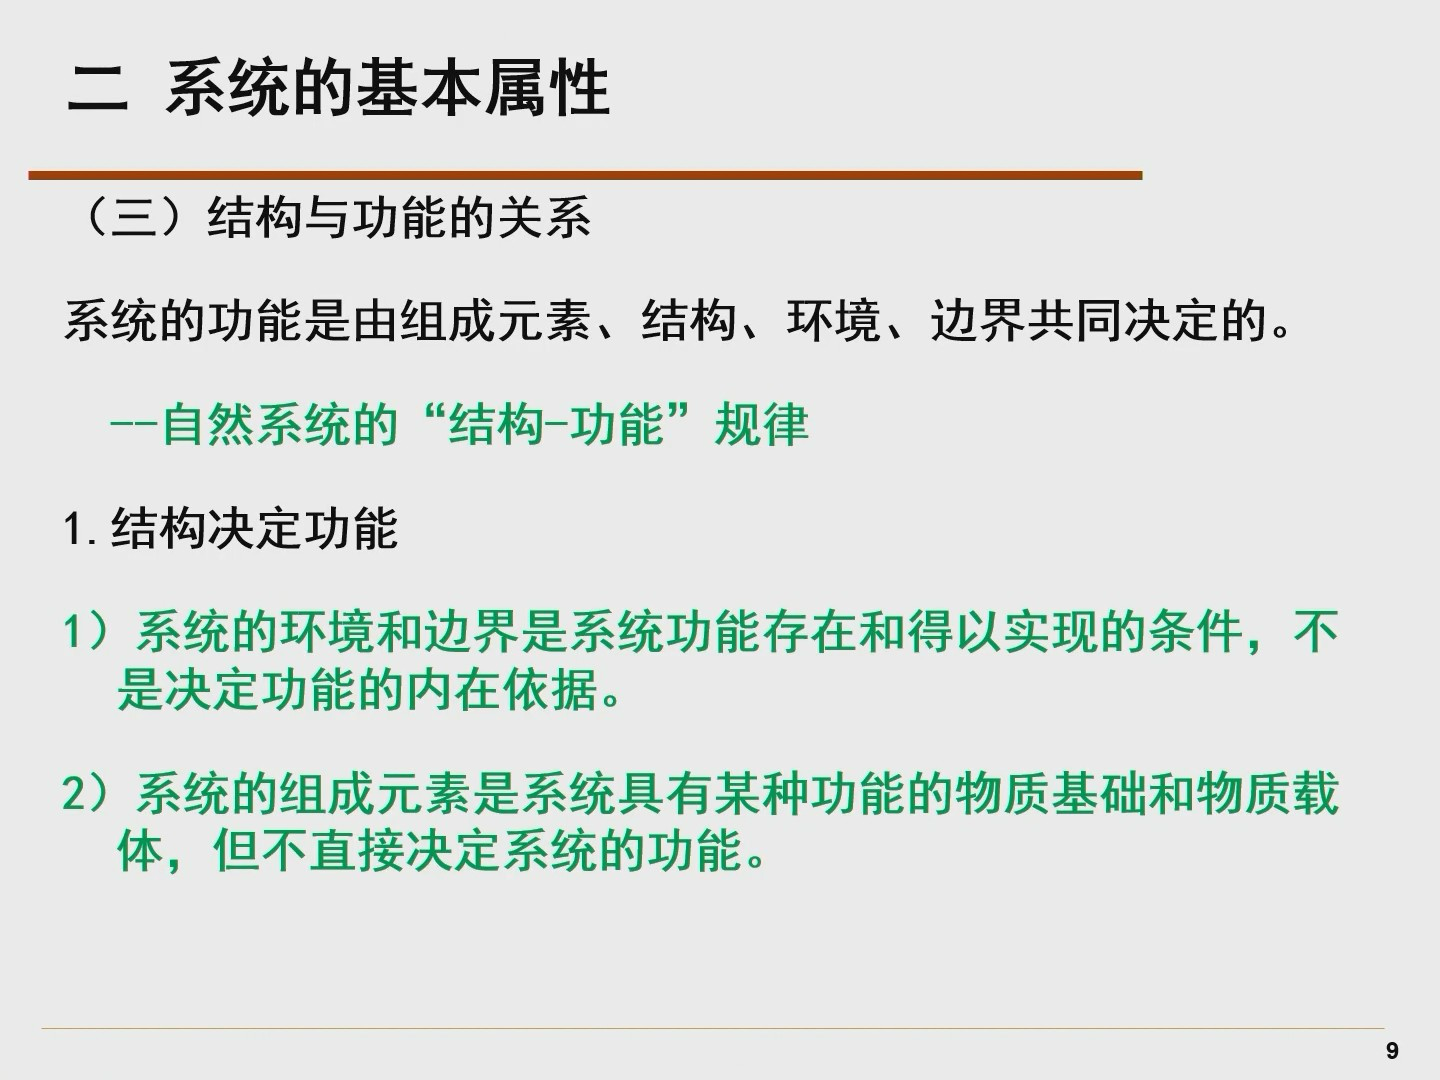 二 系统的基本属性
（三）结构与功能的关系
系统的功能是由组成元素、结构、环境、边界共同决定的。
--自然系统的“结构-功能”规律
1.结构决定功能
1）系统的环境和边界是系统功能存在和得以实现的条件，不
是决定功能的内在依据。
2）系统的组成元素是系统具有某种功能的物质基础和物质载
体，但不直接决定系统的功能。
9